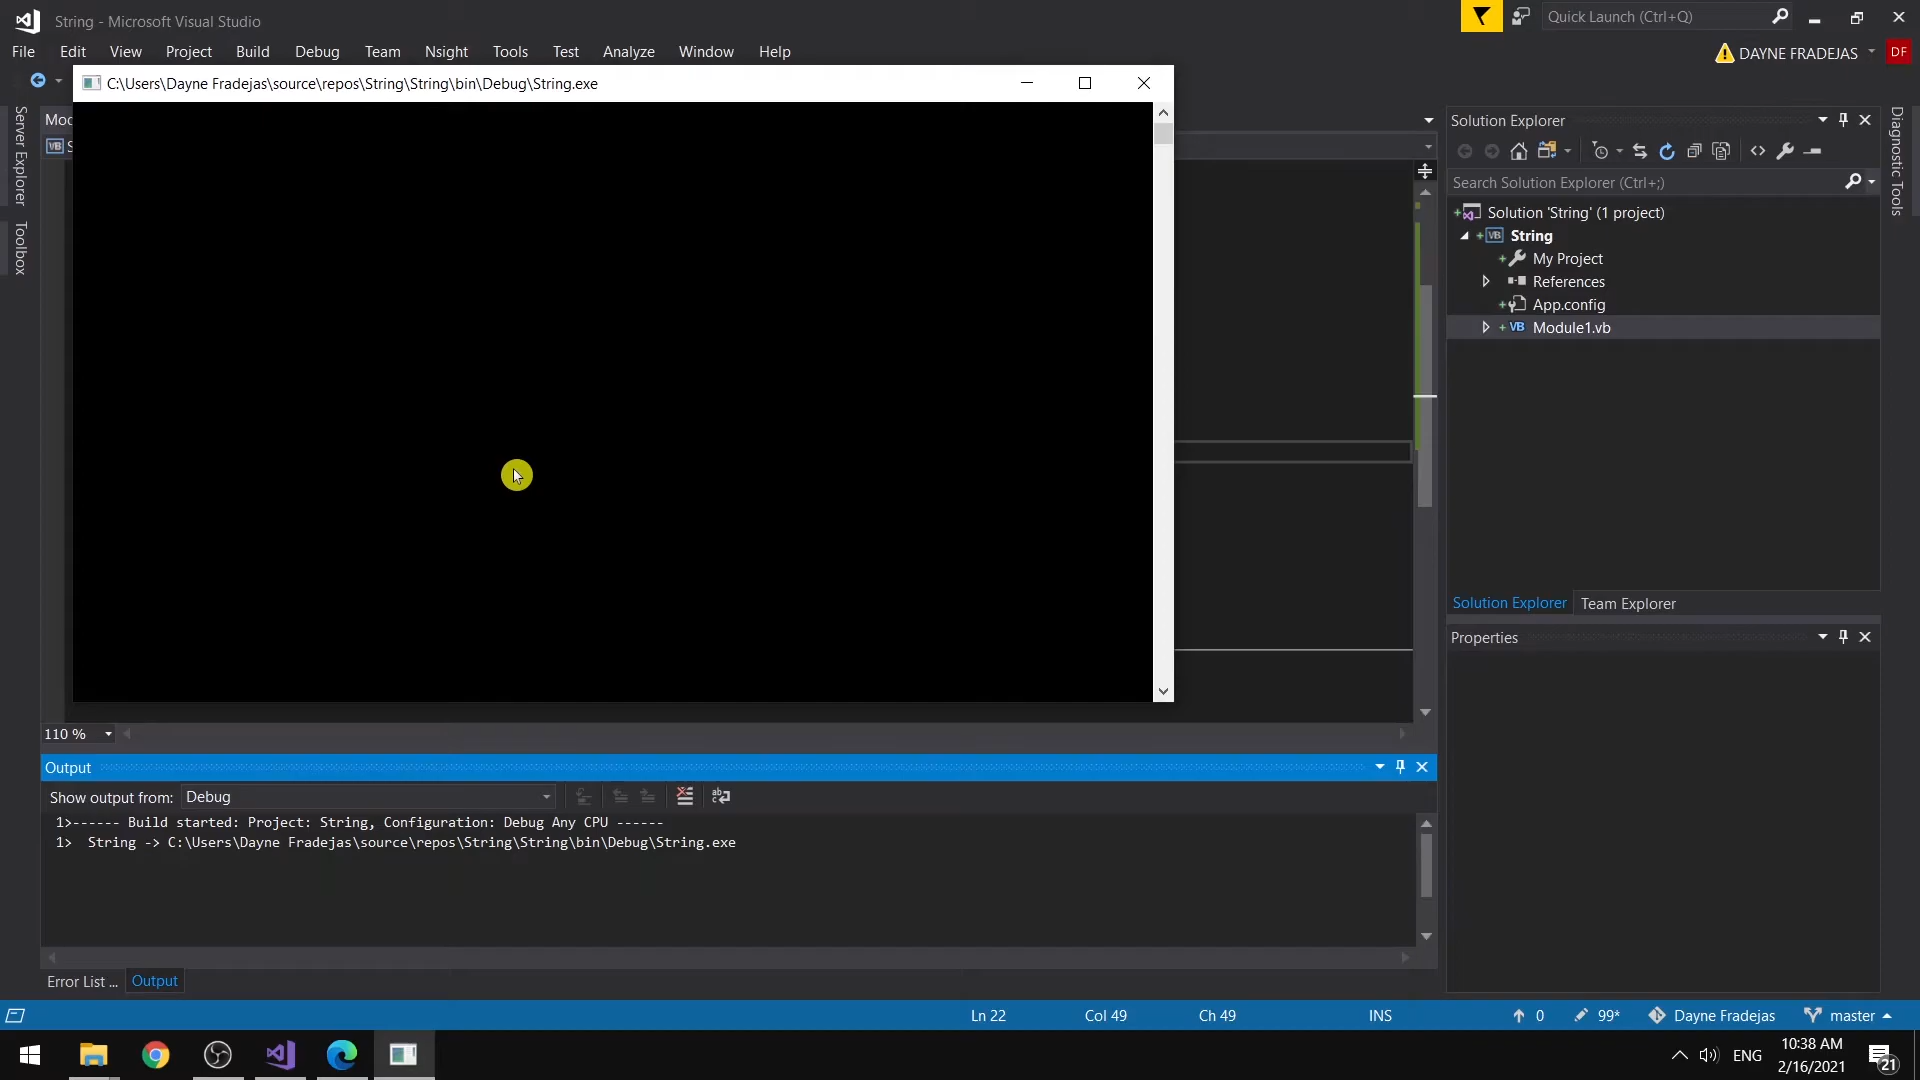 String - Microsoft Visual Studio
Quick Launch (Ctrl+Q)
File Edit View Project Build Debug Team Nsight Tools Test Analyze Window Help
DAYNE FRADEJAS DF
C:\Users\Dayne Fradejas\source\repos\String\String\bin\Debug\String.exe
Server Explorer
Toolbox
VB
Solution Explorer
Search Solution Explorer (Ctrl+;)
Solution 'String' (1 project)
VB String
My Project
References
App.config
VB Module1.vb
Solution Explorer Team Explorer
Properties
Diagnostic Tools
110 %
Output
Show output from: Debug
1>------ Build started: Project: String, Configuration: Debug Any CPU ------
1> String -> C:\Users\Dayne Fradejas\source\repos\String\String\bin\Debug\String.exe
Error List ... Output
Ln 22 Col 49 Ch 49 INS 0 99* Dayne Fradejas master
ENG
10:38 AM
2/16/2021
21